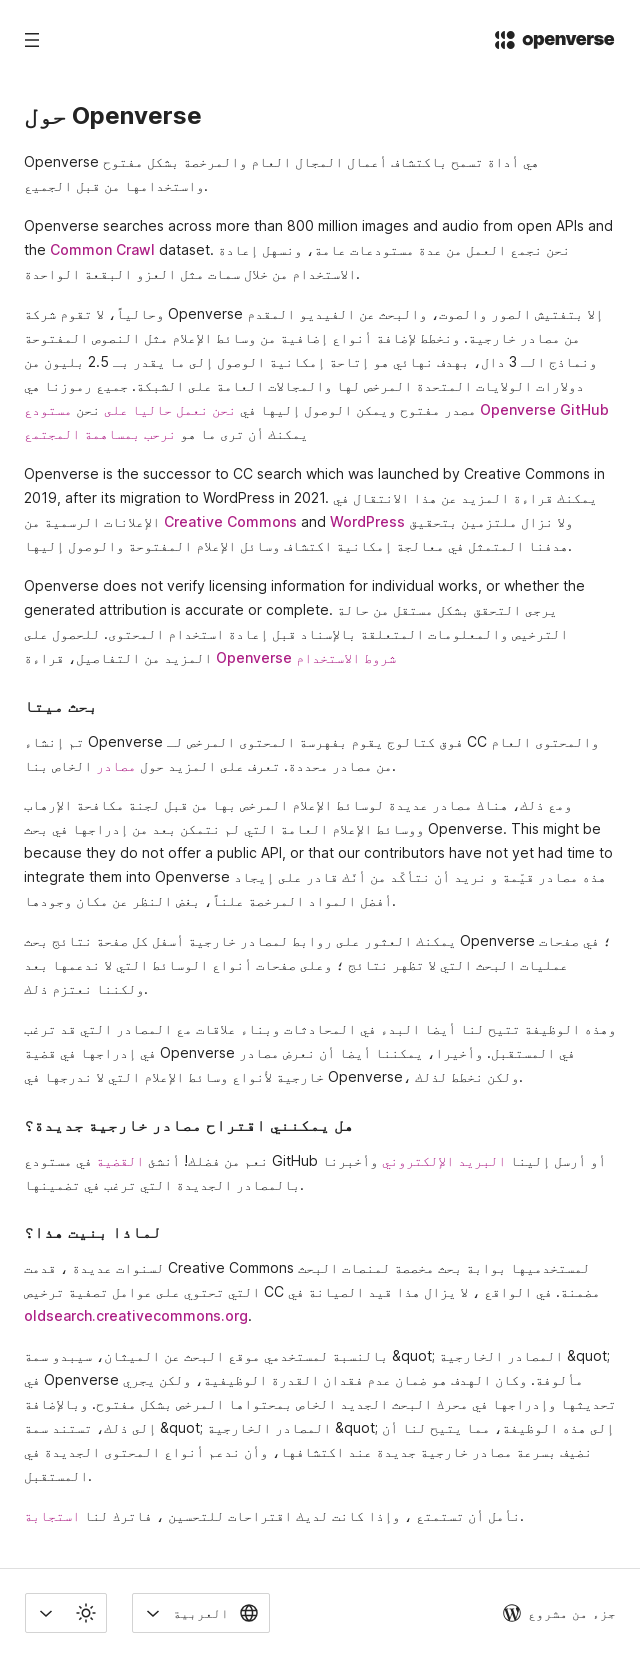 openverse
حول Openverse
Openverse هي أداة تسمح باكتشاف أعمال المجال العام والمرخصة بشكل مفتوح
واستخدامها من قبل الجميع.
Openverse searches across more than 800 million images and audio from open APIs and
the Common Crawl dataset. نحن نجمع العمل من عدة مستودعات عامة، ونسهل إعادة
الاستخدام من خلال سمات مثل العزو البقعة الواحدة.
وحالياً، لا تقوم شركة Openverse إلا بتفتيش الصور والصوت، والبحث عن الفيديو المقدم
من مصادر خارجية. ونخطط لإضافة أنواع إضافية من وسائط الإعلام مثل النصوص المفتوحة
ونماذج الـ 3 دال، بهدف نهائي هو إتاحة إمكانية الوصول إلى ما يقدر بـ 2.5 بليون من
دولارات الولايات المتحدة المرخص لها والمجالات العامة على الشبكة. جميع رموزنا هي
مصدر مفتوح ويمكن الوصول إليها في نحن نعمل حاليا على نحن مستودع Openverse GitHub
يمكنك أن ترى ما هو نرحب بمساهمة المجتمع
Openverse is the successor to CC search which was launched by Creative Commons in
2019, after its migration to WordPress in 2021. يمكنك قراءة المزيد عن هذا الانتقال في
الإعلانات الرسمية من Creative Commons and WordPress ولا نزال ملتزمين بتحقيق
هدفنا المتمثل في معالجة إمكانية اكتشاف وسائل الإعلام المفتوحة والوصول إليها.
Openverse does not verify licensing information for individual works, or whether the
generated attribution is accurate or complete. يرجى التحقق بشكل مستقل من حالة
الترخيص والمعلومات المتعلقة بالإسناد قبل إعادة استخدام المحتوى. للحصول على
المزيد من التفاصيل، قراءة Openverse شروط الاستخدام
بحث ميتا
تم إنشاء Openverse فوق كتالوج يقوم بفهرسة المحتوى المرخص لـ CC والمحتوى العام
من مصادر محددة. تعرف على المزيد حول مصادر الخاص بنا.
ومع ذلك، هناك مصادر عديدة لوسائط الإعلام المرخص بها من قبل لجنة مكافحة الإرهاب
ووسائط الإعلام العامة التي لم نتمكن بعد من إدراجها في بحث Openverse. This might be
because they do not offer a public API, or that our contributors have not yet had time to
integrate them into Openverse هذه مصادر قيّمة و نريد أن نتأكّد من أنّك قادر على إيجاد
أفضل المواد المرخصة علناً، بغض النظر عن مكان وجودها.
يمكنك العثور على روابط لمصادر خارجية أسفل كل صفحة نتائج بحث Openverse ؛ في صفحات
عمليات البحث التي لا تظهر نتائج ؛ وعلى صفحات أنواع الوسائط التي لا ندعمها بعد
ولكننا نعتزم ذلك.
وهذه الوظيفة تتيح لنا أيضا البدء في المحادثات وبناء علاقات مع المصادر التي قد ترغب
في إدراجها في قضية Openverse في المستقبل. وأخيرا، يمكننا أيضا أن نعرض مصادر
خارجية لأنواع وسائط الإعلام التي لا ندرجها في Openverse، ولكن نخطط لذلك.
هل يمكنني اقتراح مصادر خارجية جديدة؟
نعم من فضلك! أنشئ القضية في مستودع GitHub أو أرسل إلينا البريد الإلكتروني وأخبرنا
بالمصادر الجديدة التي ترغب في تضمينها.
لماذا بنيت هذا؟
لسنوات عديدة ، قدمت Creative Commons لمستخدميها بوابة بحث مخصصة لمنصات البحث
التي تحتوي على عوامل تصفية ترخيص CC مضمنة. في الواقع ، لا يزال هذا قيد الصيانة في
oldsearch.creativecommons.org.
بالنسبة لمستخدمي موقع البحث عن الميثان، سيبدو سمة &quot; المصادر الخارجية &quot;
في Openverse مألوفة. وكان الهدف هو ضمان عدم فقدان القدرة الوظيفية، ولكن يجري
تحديثها وإدراجها في محرك البحث الجديد الخاص بمحتواها المرخص بشكل مفتوح. وبالإضافة
إلى ذلك، تستند سمة &quot; المصادر الخارجية &quot; إلى هذه الوظيفة، مما يتيح لنا أن
نضيف بسرعة مصادر خارجية جديدة عند اكتشافها، وأن ندعم أنواع المحتوى الجديدة في
المستقبل.
نأمل أن تستمتع ، وإذا كانت لديك اقتراحات للتحسين ، فاترك لنا استجابة.
العربية
جزء من مشروع